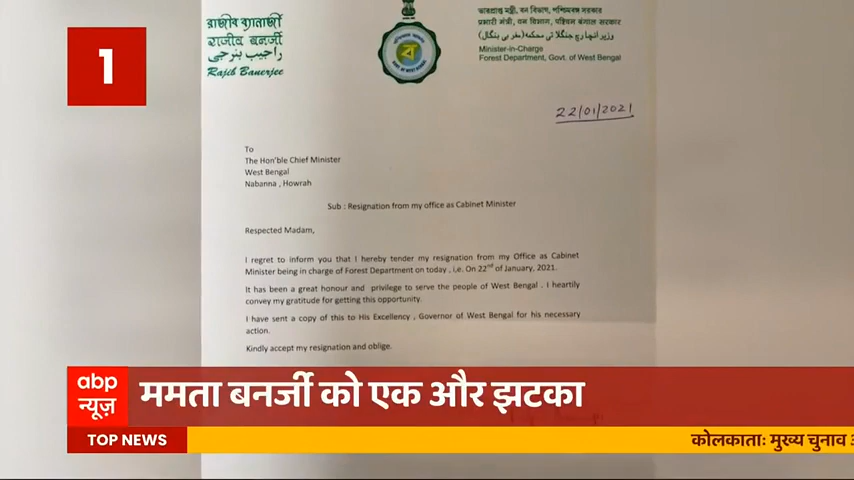 1
রাজীব ব্যানার্জী
राजीव बनर्जी
راجیب بنرجی
Rajib Banerjee
ভারপ্রাপ্ত মন্ত্রী, বন বিভাগ, পশ্চিমবঙ্গ সরকার
प्रभारी मंत्री, वन विभाग, पश्चिम बंगाल सरकार
Minister-in-Charge
Forest Department, Govt. of West Bengal
22/01/2021
To
The Hon'ble Chief Minister
West Bengal
Nabanna , Howrah
Sub : Resignation from my office as Cabinet Minister
Respected Madam,
I regret to inform you that I hereby tender my resignation from my Office as Cabinet
Minister being in charge of Forest Department on today , i.e. On 22nd of January, 2021.
It has been a great honour and privilege to serve the people of West Bengal . I heartily
convey my gratitude for getting this opportunity.
I have sent a copy of this to His Excellency , Governor of West Bengal for his necessary
action.
Kindly accept my resignation and oblige.
abp
न्यूज़
ममता बनर्जी को एक और झटका
TOP NEWS
कोलकाताः मुख्य चुनाव